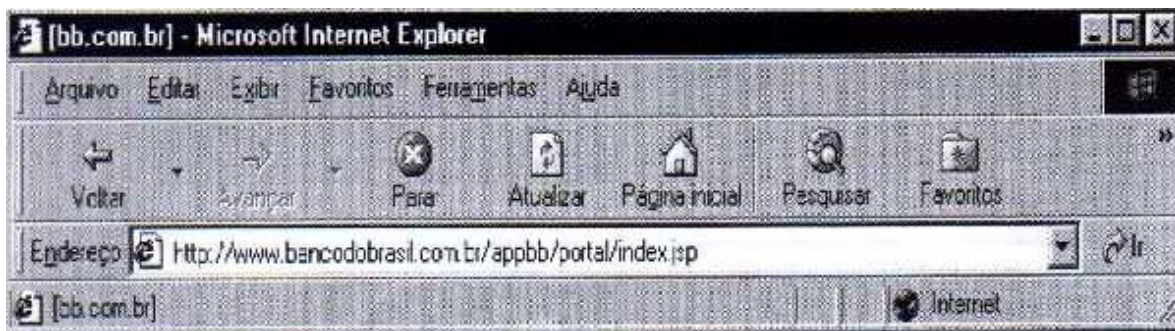 [bb.com.br] - Microsoft Internet Explorer
Arquivo Editar Exibir Favoritos Ferramentas Ajuda
Voltar Avançar Parar Atualizar Página inicial Pesquisar Favoritos »
Endereço http://www.bancodobrasil.com.br/appbb/portal/index.jsp Ir
[bb.com.br] Internet